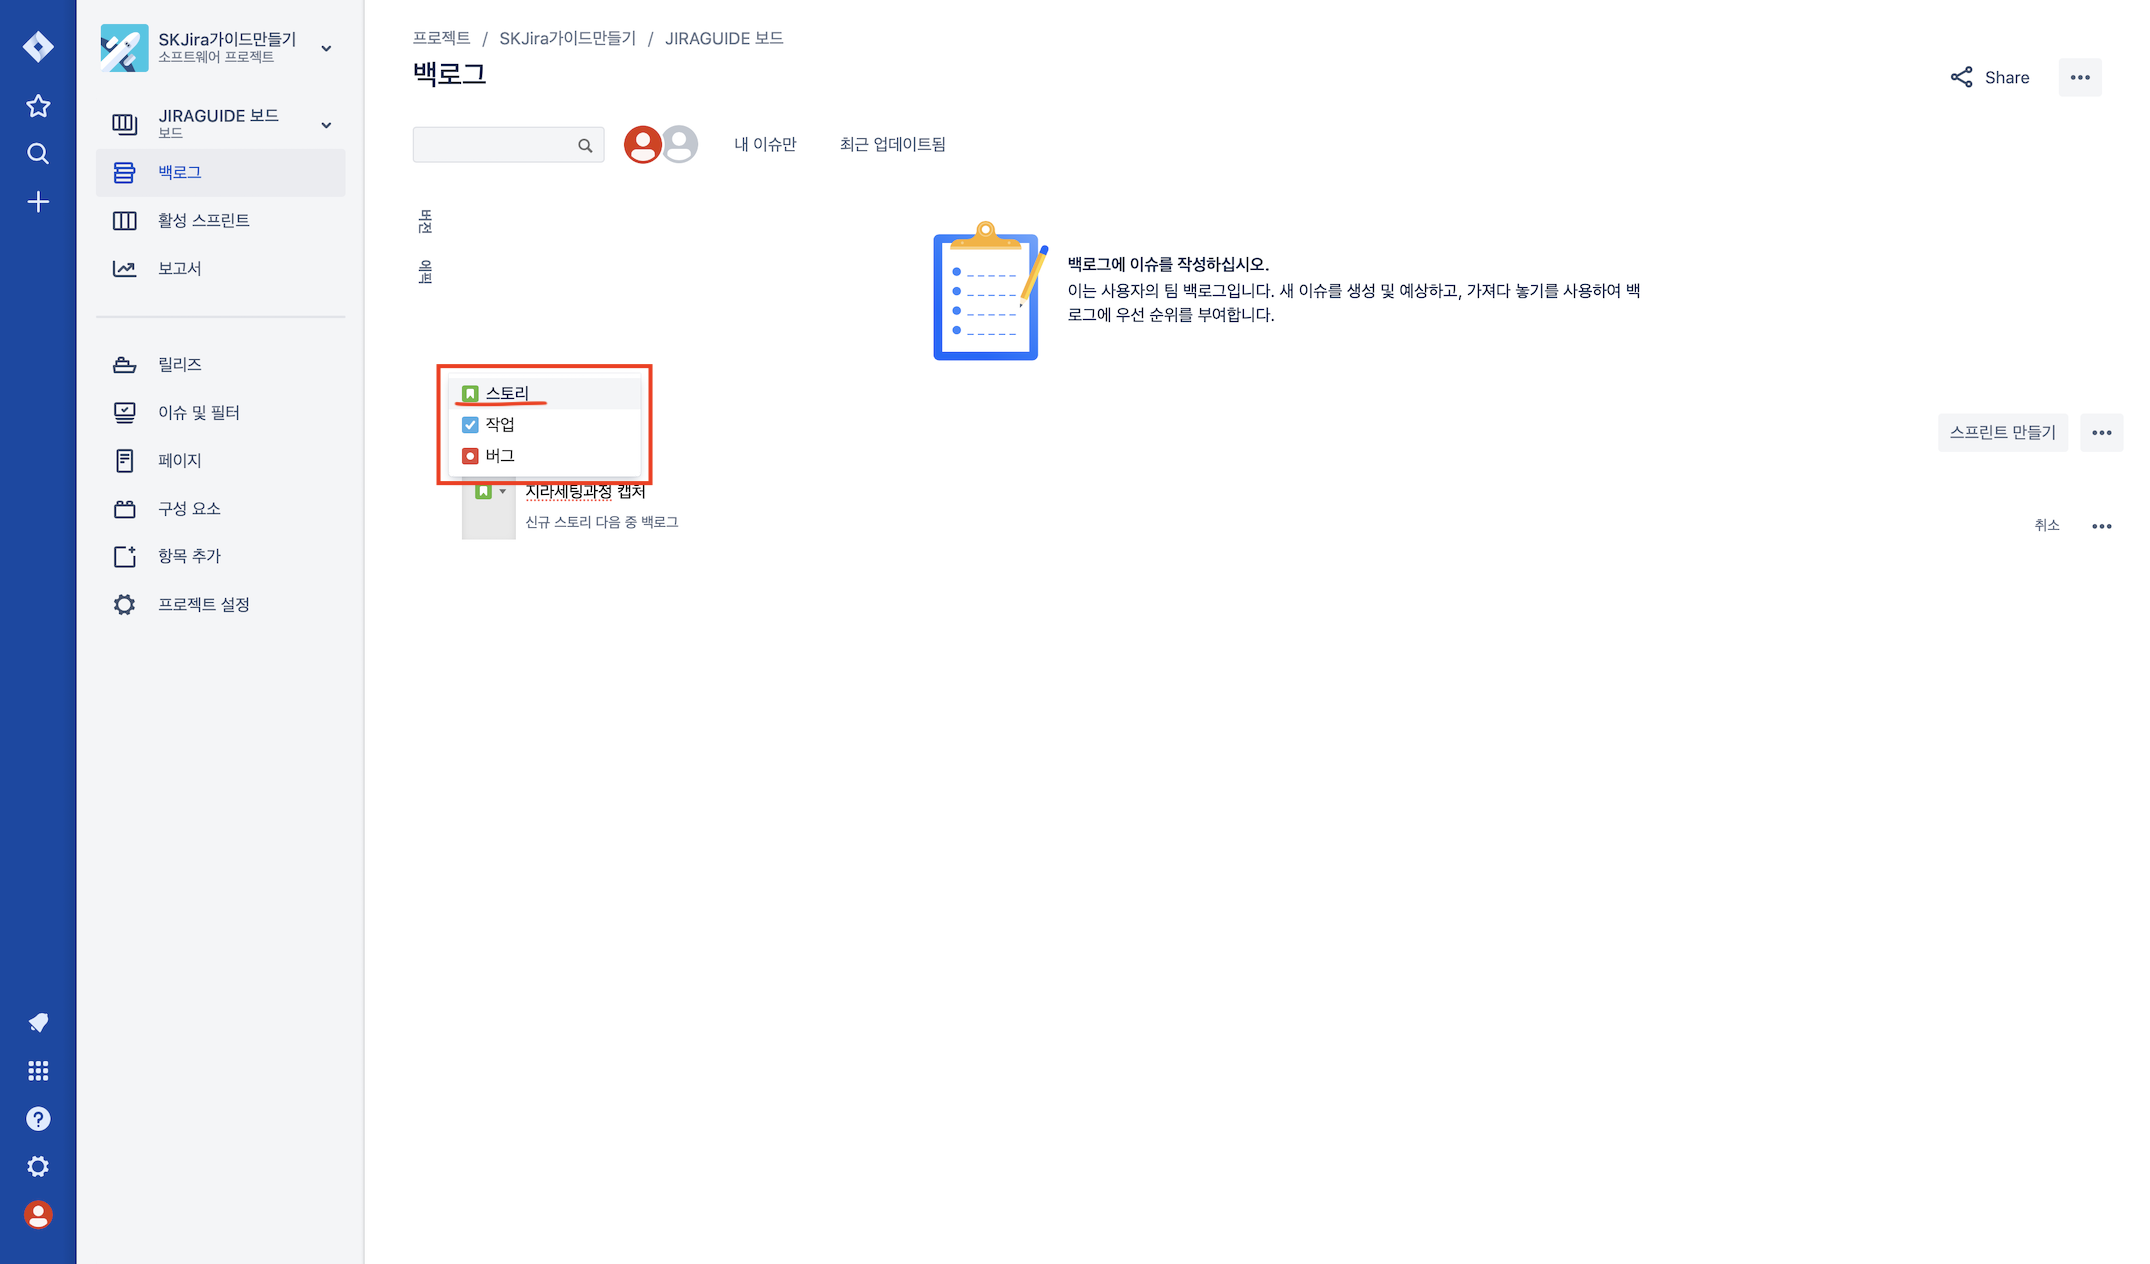 SKJira가이드만들기
소프트웨어 프로젝트
JIRAGUIDE 보드
보드
백로그
활성 스프린트
보고서
릴리즈
이슈 및 필터
페이지
구성 요소
항목 추가
프로젝트 설정
프로젝트 / SKJira가이드만들기 / JIRAGUIDE 보드
백로그
Share
내 이슈만 최근 업데이트됨
버전
에픽
백로그에 이슈를 작성하십시오.
이는 사용자의 팀 백로그입니다. 새 이슈를 생성 및 예상하고, 가져다 놓기를 사용하여 백
로그에 우선 순위를 부여합니다.
스토리
작업
버그
스프린트 만들기
지라세팅과정 캡처
신규 스토리 다음 중 백로그
취소